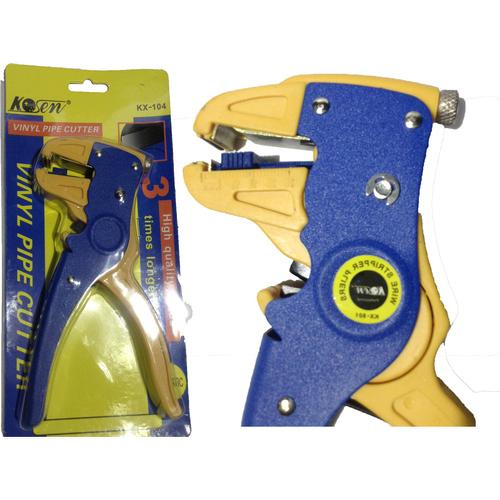 Kosen
KX-104
VINYL PIPE CUTTER
VINYL PIPE CUTTER
3
High quality
times longer
WIRE STRIPPER PLIERS
Kosen
KX-801